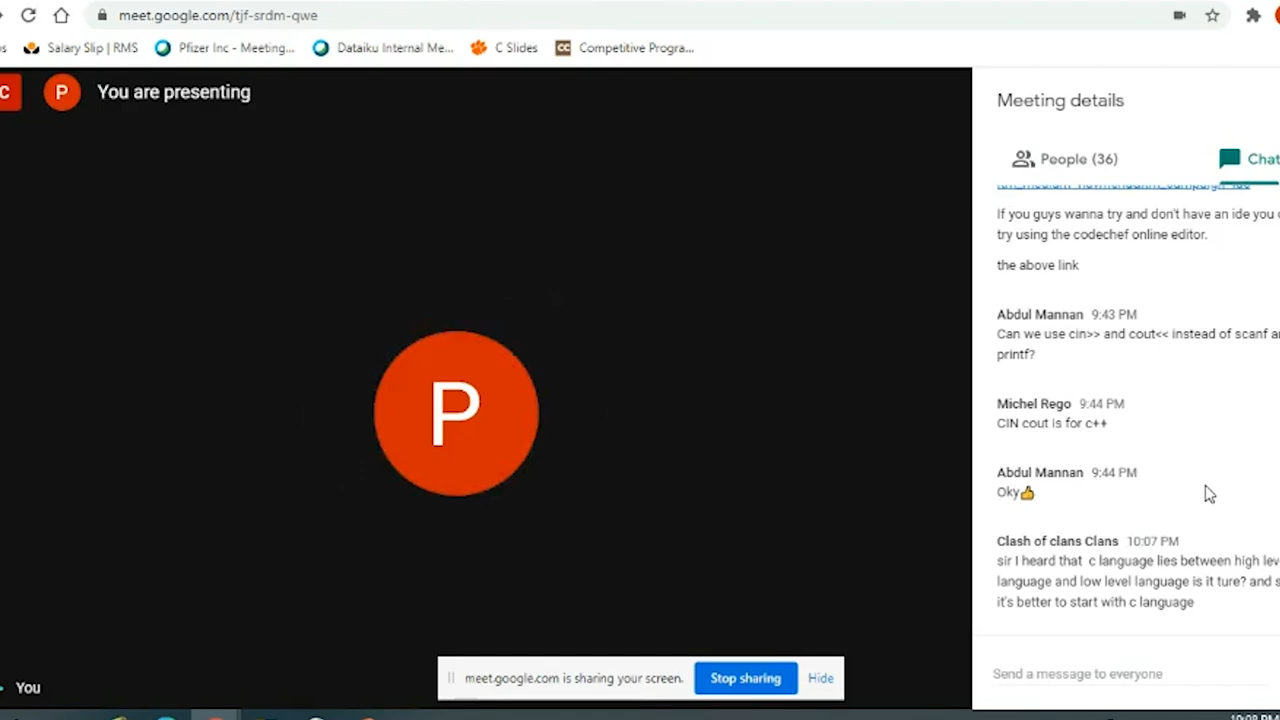 meet.google.com/tjf-srdm-qwe
Salary Slip | RMS
Pfizer Inc - Meeting...
Dataiku Internal Me...
C Slides
CC
Competitive Progra...
C
P
You are presenting
Meeting details
People (36)
Chat
If you guys wanna try and don't have an ide you
try using the codechef online editor.
the above link
Abdul Mannan 9:43 PM
Can we use cin>> and cout<< instead of scanf
printf?
Michel Rego 9:44 PM
CIN cout is for c++
Abdul Mannan 9:44 PM
Oky👍
Clash of clans Clans 10:07 PM
sir I heard that c language lies between high
language and low level language is it ture? and
it's better to start with c language
P
meet.google.com is sharing your screen.
Stop sharing
Hide
Send a message to everyone
You